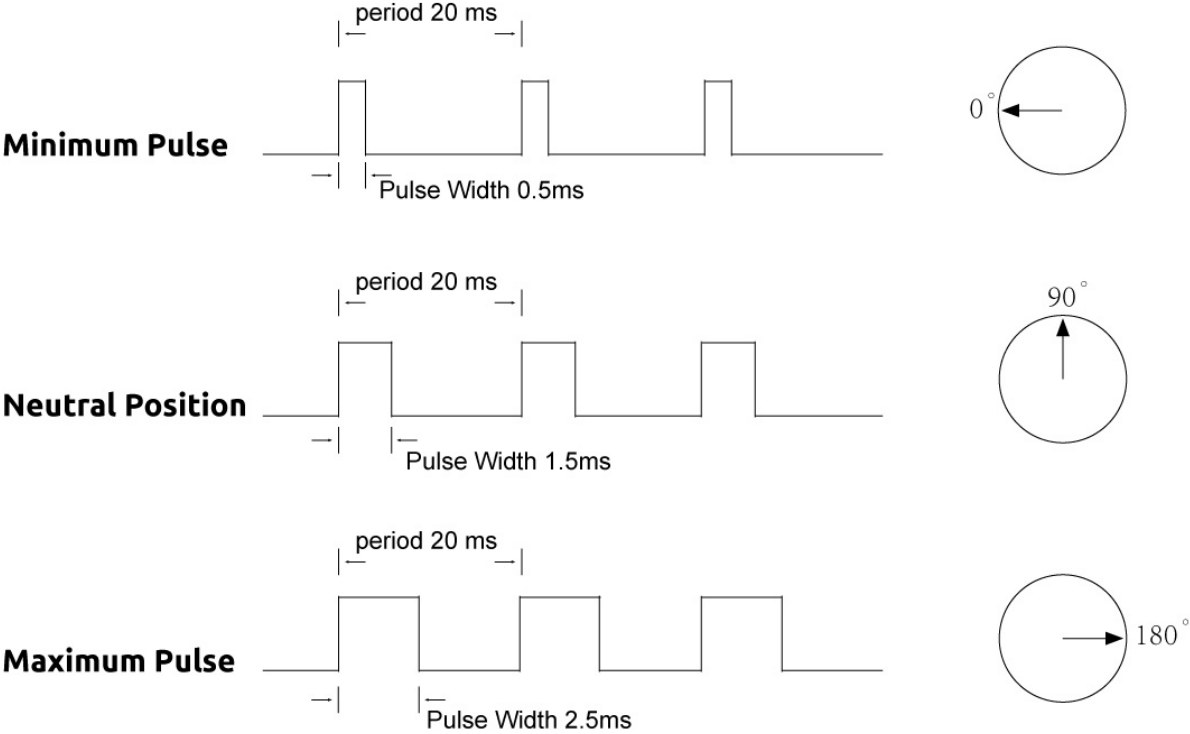 period 20 ms
Minimum Pulse
0°
Pulse Width 0.5ms
period 20 ms
90°
Neutral Position
Pulse Width 1.5ms
period 20 ms
Maximum Pulse
180°
Pulse Width 2.5ms